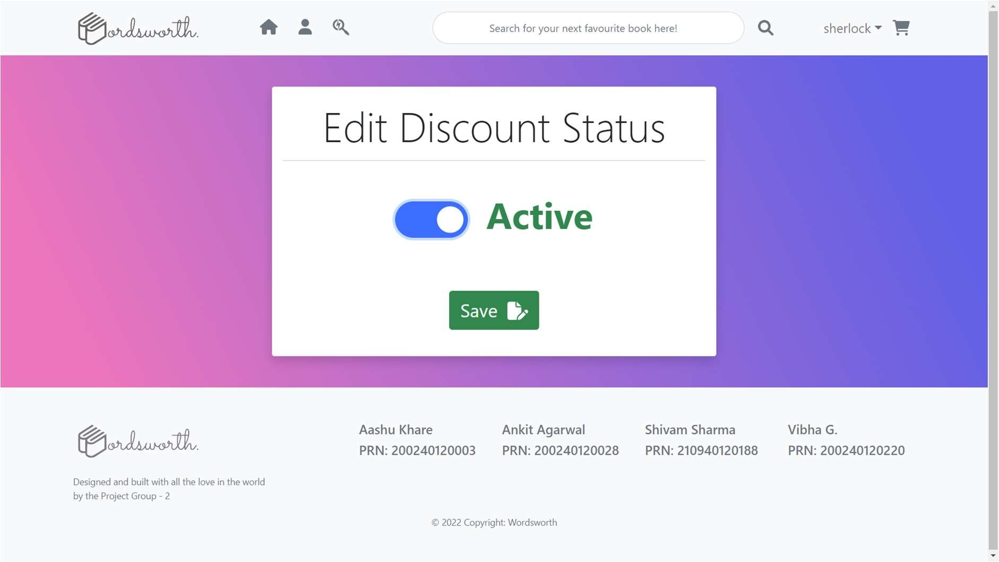 Wordsworth.
Search for your next favourite book here!
sherlock
Edit Discount Status
Active
Save
Wordsworth.
Designed and built with all the love in the world
by the Project Group - 2
Aashu Khare
PRN: 200240120003
Ankit Agarwal
PRN: 200240120028
Shivam Sharma
PRN: 210940120188
Vibha G.
PRN: 200240120220
© 2022 Copyright: Wordsworth